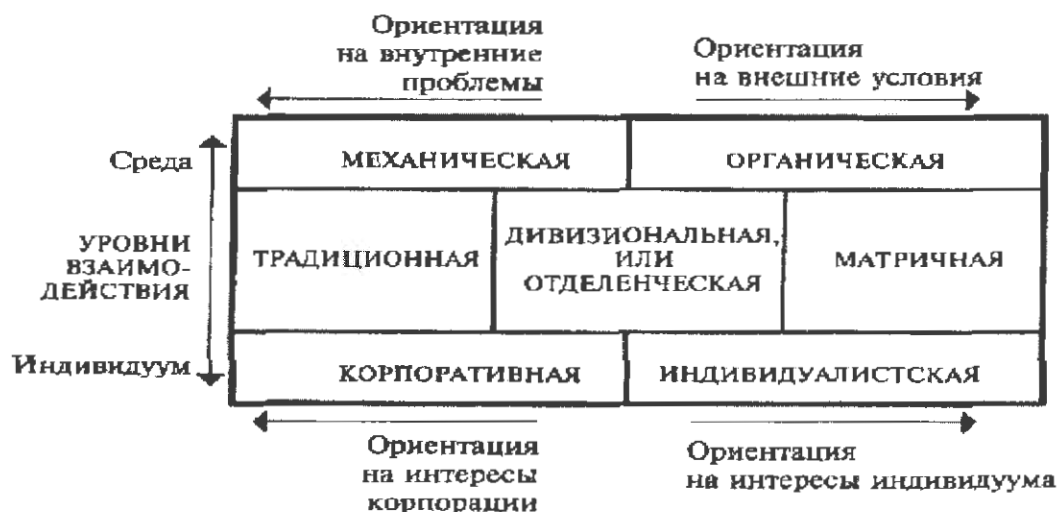 Ориентация
на внутренние
проблемы
Ориентация
на внешние условия
Среда
МЕХАНИЧЕСКАЯ
ОРГАНИЧЕСКАЯ
УРОВНИ
ВЗАИМО-
ДЕЙСТВИЯ
ТРАДИЦИОННАЯ
ДИВИЗИОНАЛЬНАЯ,
ИЛИ
ОТДЕЛЕНЧЕСКАЯ
МАТРИЧНАЯ
Индивидуум
КОРПОРАТИВНАЯ
ИНДИВИДУАЛИСТСКАЯ
Ориентация
на интересы
корпорации
Ориентация
на интересы индивидуума